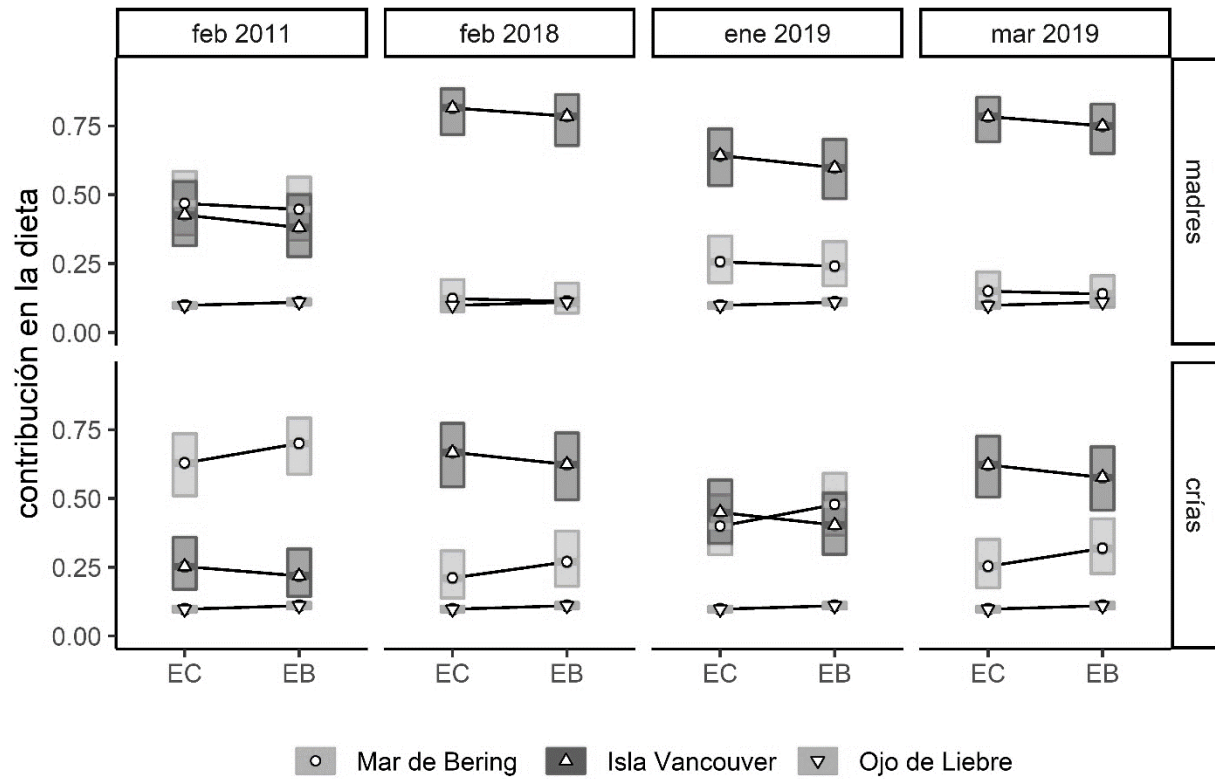 feb 2011
feb 2018
ene 2019
mar 2019
contribución en la dieta
0.75
0.50
0.25
0.00
madres
0.75
0.50
0.25
0.00
crías
EC
EB
EC
EB
EC
EB
EC
EB
Mar de Bering
Isla Vancouver
Ojo de Liebre